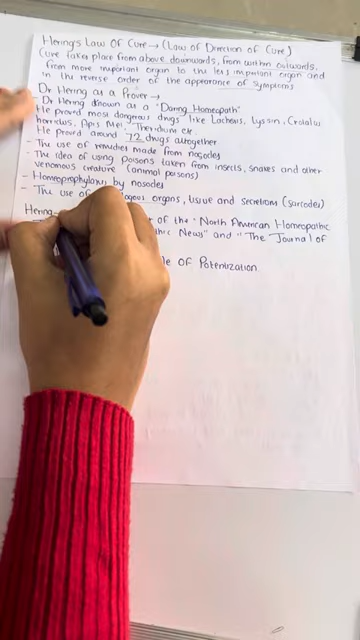 Hering's Law Of Cure → (Law of Direction of Cure)
Cure takes place from above downwards, from within outwards,
from more important organ to the less important organ and
in the reverse order of the appearance of symptoms
Dr Hering as a Prover →
Dr Hering known as a "Daring Homeopath"
He proved most dangerous drugs like Lachesis, Lyssin, Crotalus
horridus, Apis Mel, Theridium etc.
He proved around 72 drugs altogether
- The use of remedies made from nosodes
- The idea of using poisons taken from insects, snakes and other
venomous creature (animal poisons)
- Homeoprophylaxis by nosodes
- The use of organs, tissue and secretions (sarcodes)
Hering
of the "North American Homeopathic
News" and "The Journal of
of Potentization